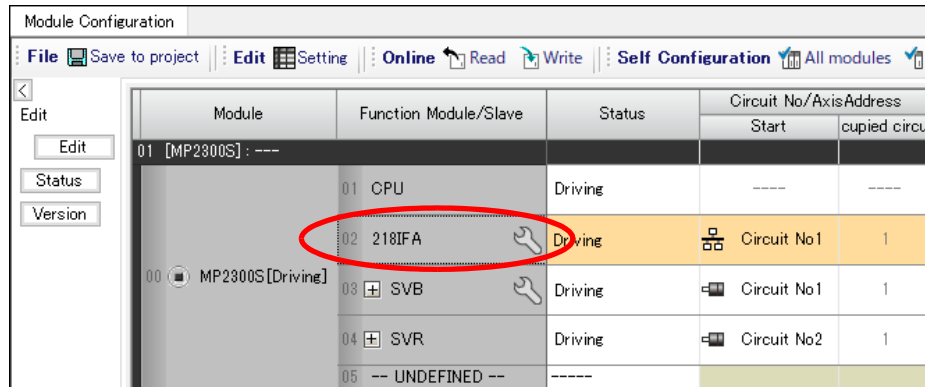 Module Configuration
File Save to project Edit Setting Online Read Write Self Configuration All modules
Edit
Edit
Status
Version
Module Function Module/Slave Status Circuit No/AxisAddress
Start cupied circu
01 [MP2300S] : ---
01 CPU Driving ---- ----
02 218IFA Driving Circuit No1 1
00 MP2300S[Driving]
03 + SVB Driving Circuit No1 1
04 + SVR Driving Circuit No2 1
05 -- UNDEFINED -- -----